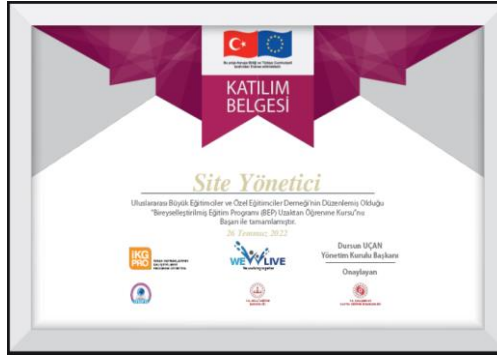 KATILIM
BELGESİ
Site Yönetici
Uluslararası Büyük Eğitimciler ve Özel Eğitimciler Derneği'nin Düzenlemiş Olduğu
"Bireyselleştirilmiş Eğitim Programı (BEP) Uzaktan Öğrenme Kursu"nu
Başarı ile tamamlamıştır.
26 Temmuz 2022
IKG
PRO
WE LIVE
Dursun UÇAN
Yönetim Kurulu Başkanı
Onaylayan